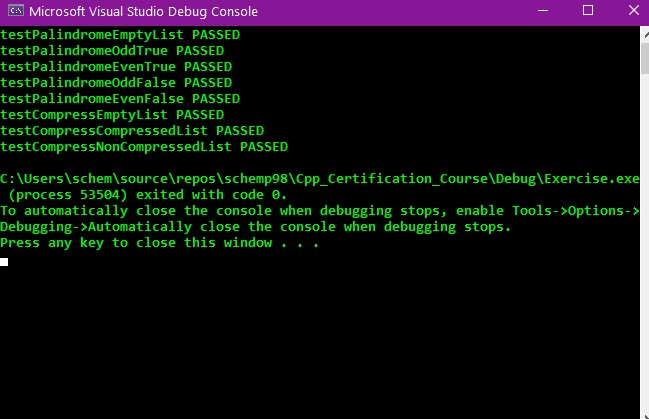 Microsoft Visual Studio Debug Console
testPalindromeEmptyList PASSED
testPalindromeOddTrue PASSED
testPalindromeEvenTrue PASSED
testPalindromeOddFalse PASSED
testPalindromeEvenFalse PASSED
testCompressEmptyList PASSED
testCompressCompressedList PASSED
testCompressNonCompressedList PASSED
C:\Users\schem\source\repos\schemp98\Cpp_Certification_Course\Debug\Exercise.exe
(process 53504) exited with code 0.
To automatically close the console when debugging stops, enable Tools->Options->
Debugging->Automatically close the console when debugging stops.
Press any key to close this window . . .